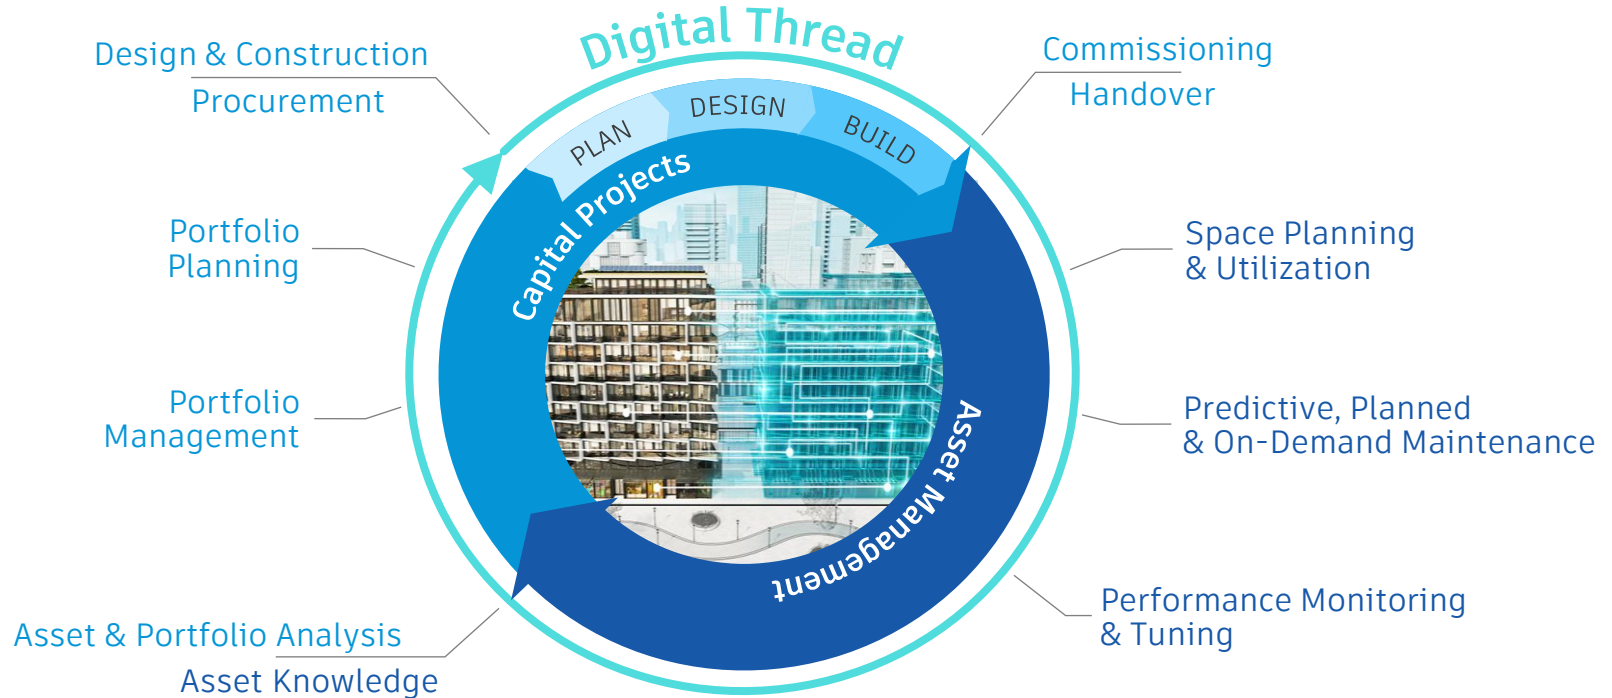 Digital Thread
Design & Construction
Procurement
Commissioning
Handover
PLAN
DESIGN
BUILD
Capital Projects
Portfolio
Planning
Space Planning
& Utilization
Portfolio
Management
Predictive, Planned
& On-Demand Maintenance
Asset Management
Performance Monitoring
& Tuning
Asset & Portfolio Analysis
Asset Knowledge